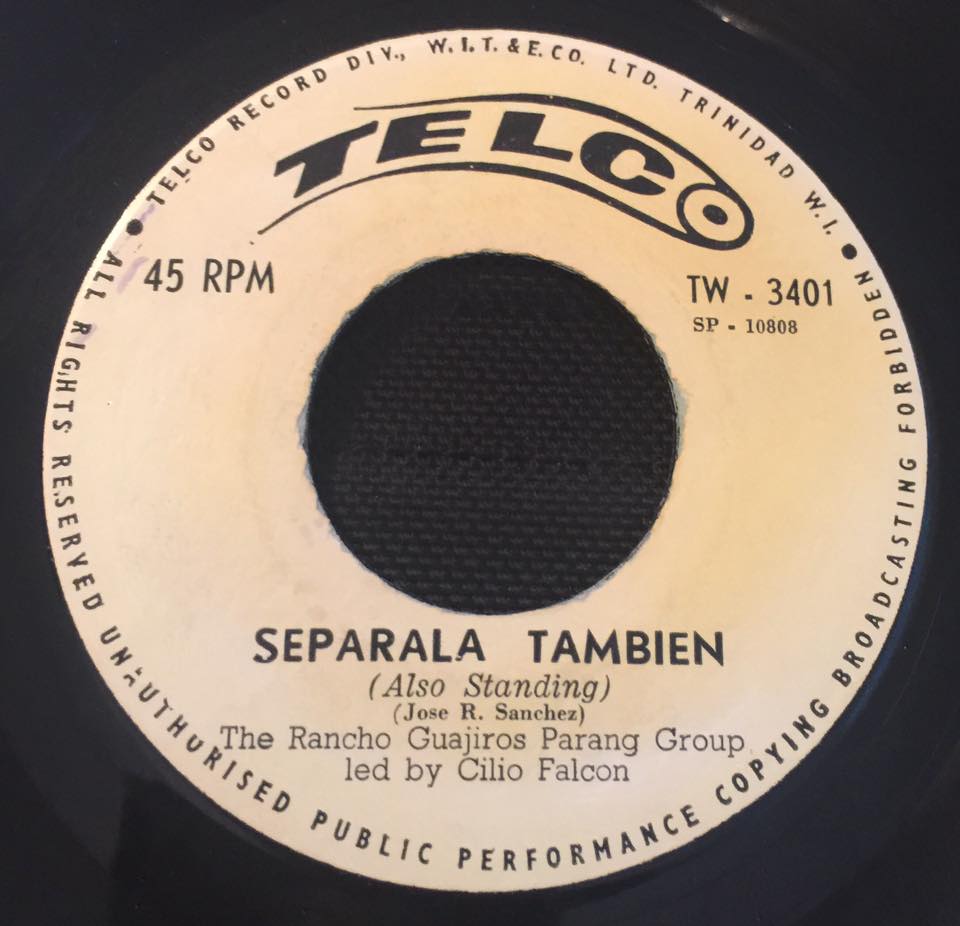 TELCO RECORD DIV., W.I.T. & E.CO. LTD. TRINIDAD W.I.
TELCO
45 RPM
TW - 3401
SP - 10808
SEPARALA TAMBIEN
(Also Standing)
(Jose R. Sanchez)
The Rancho Guajiros Parang Group
led by Cilio Falcon
ALL RIGHTS RESERVED UNAUTHORISED PUBLIC PERFORMANCE COPYING BROADCASTING FORBIDDEN